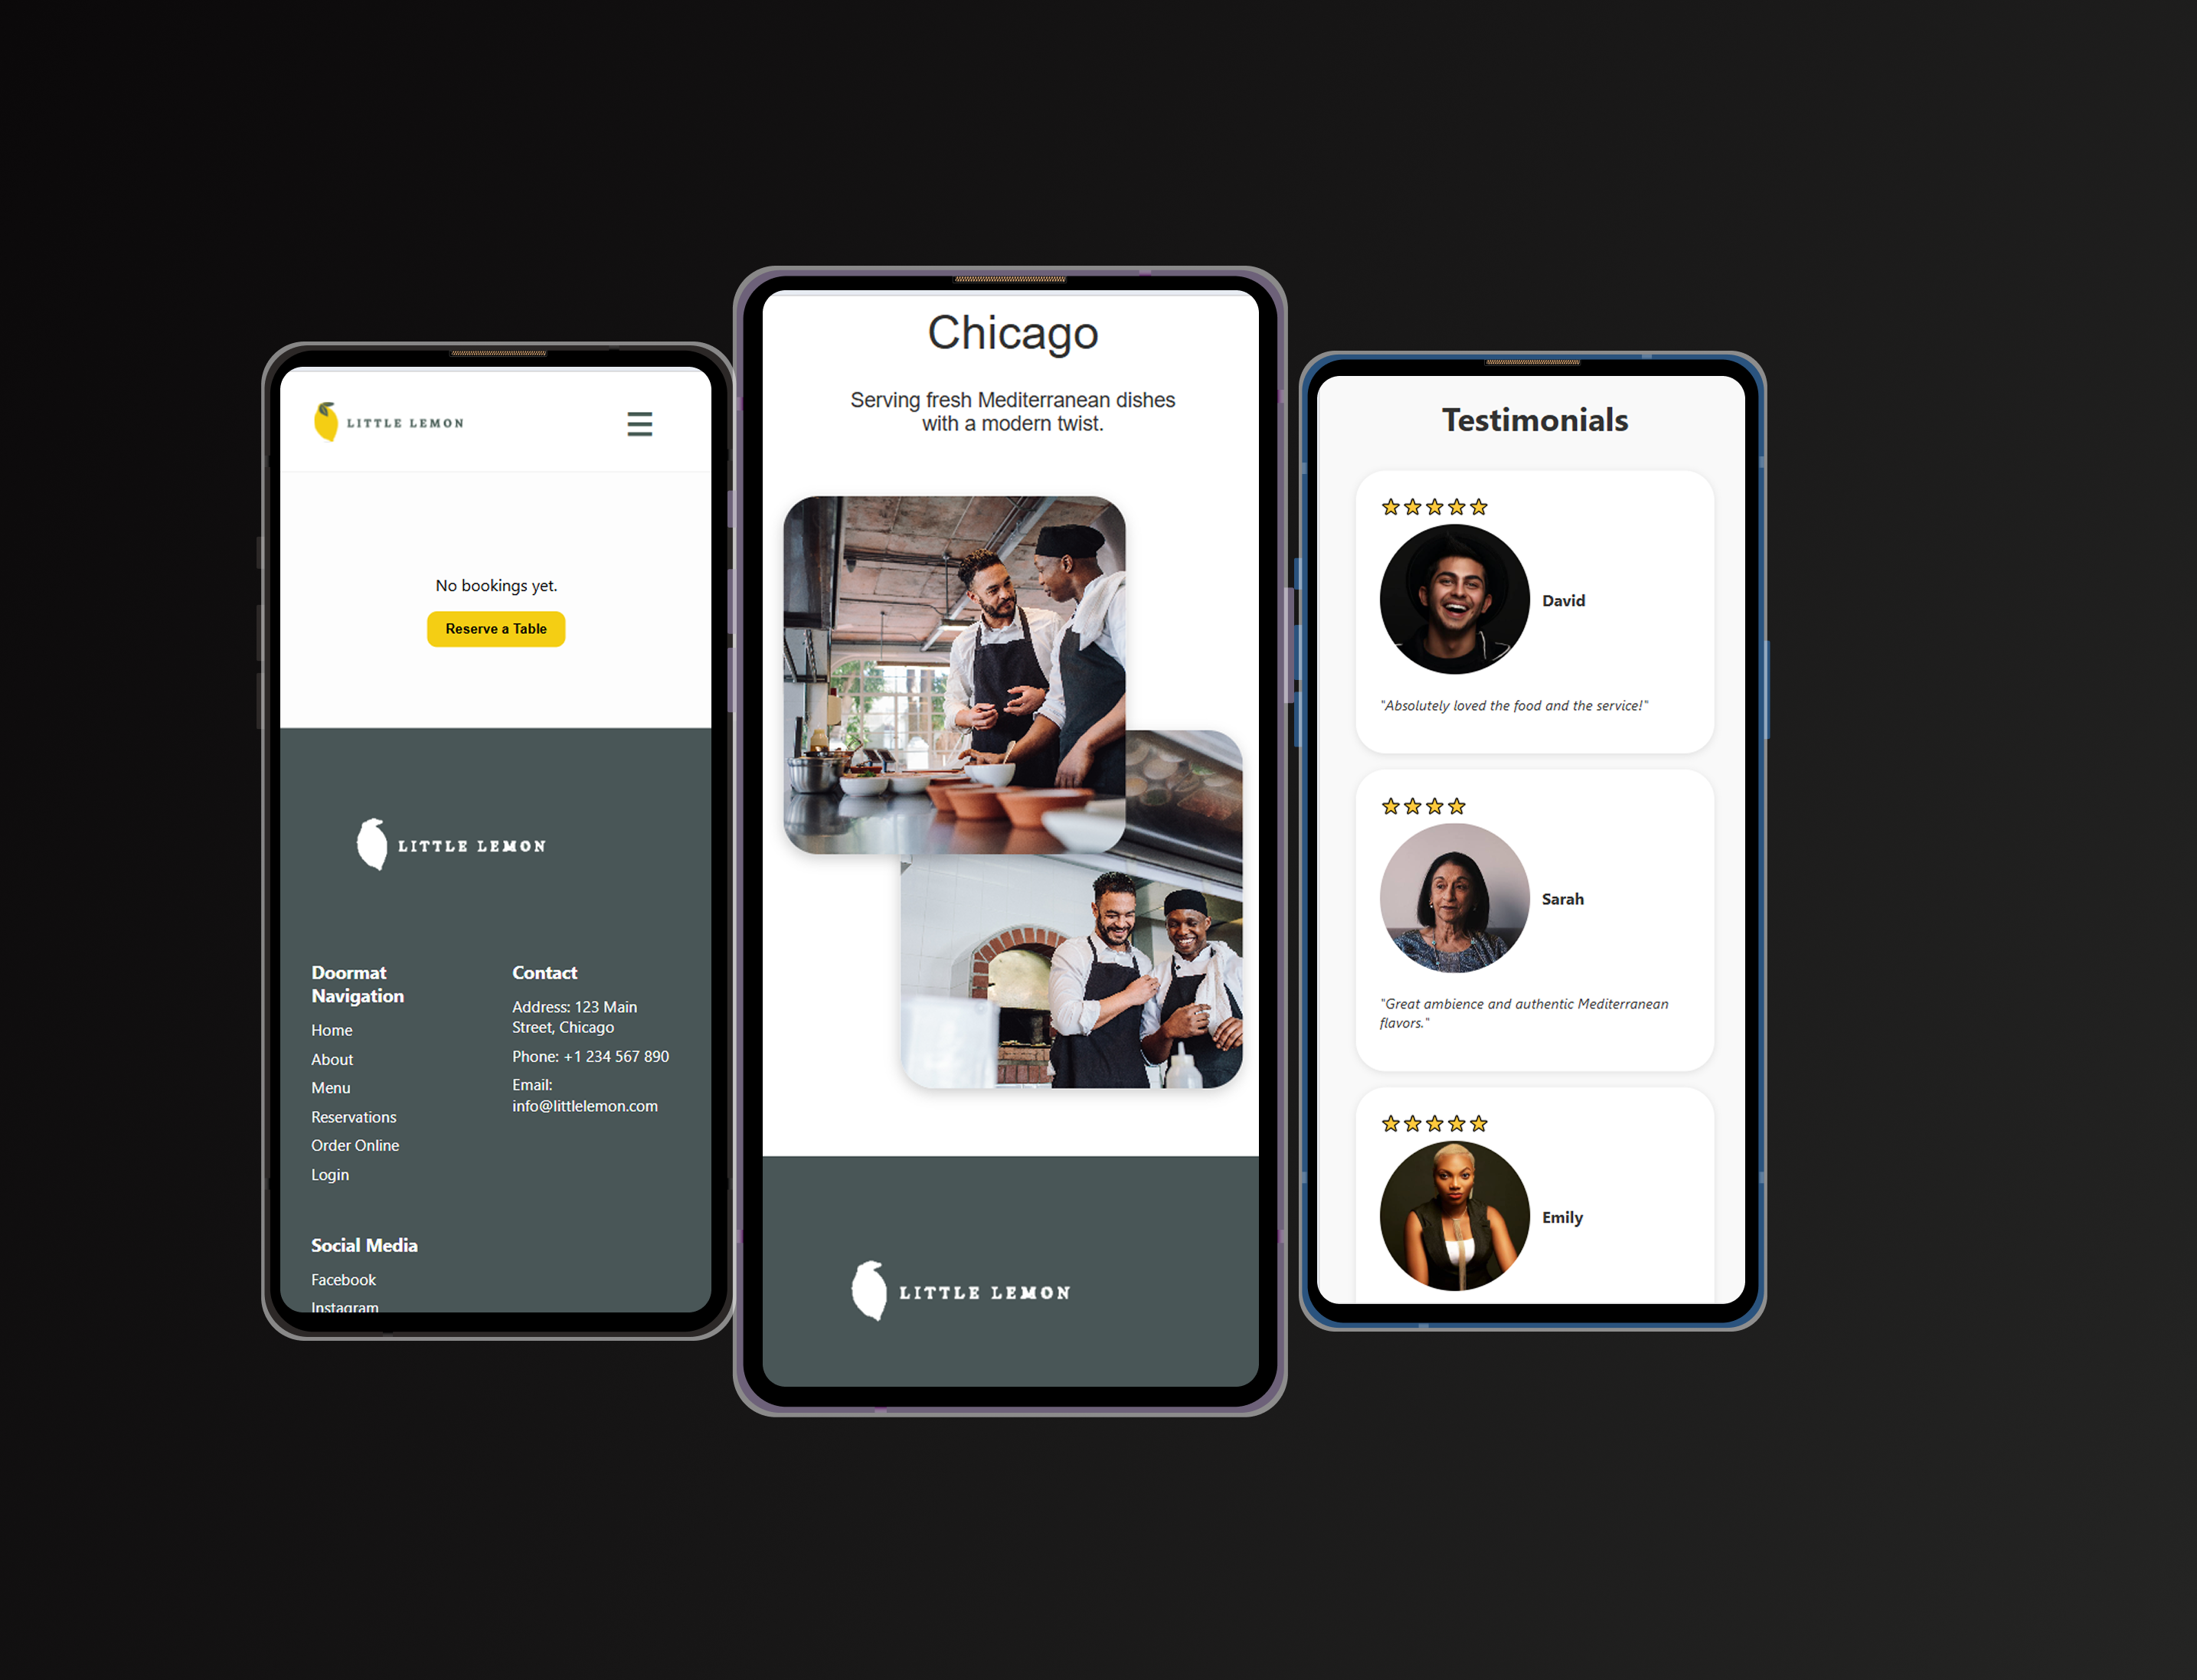 LITTLE LEMON
No bookings yet.
Reserve a Table
LITTLE LEMON
Doormat
Navigation
Home
About
Menu
Reservations
Order Online
Login
Contact
Address: 123 Main
Street, Chicago
Phone: +1 234 567 890
Email:
info@littlelemon.com
Social Media
Facebook
Instagram
Chicago
Serving fresh Mediterranean dishes
with a modern twist.
LITTLE LEMON
Testimonials
David
"Absolutely loved the food and the service!"
Sarah
"Great ambience and authentic Mediterranean
flavors."
Emily